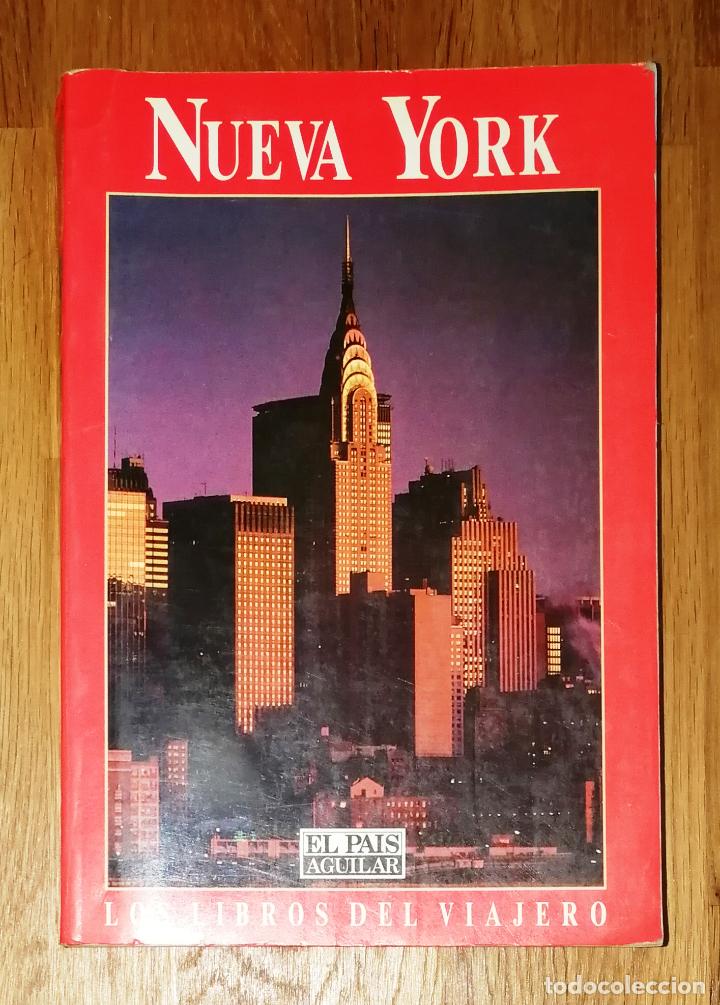 NUEVA YORK
EL PAIS
AGUILAR
LOS LIBROS DEL VIAJERO
todocoleccion